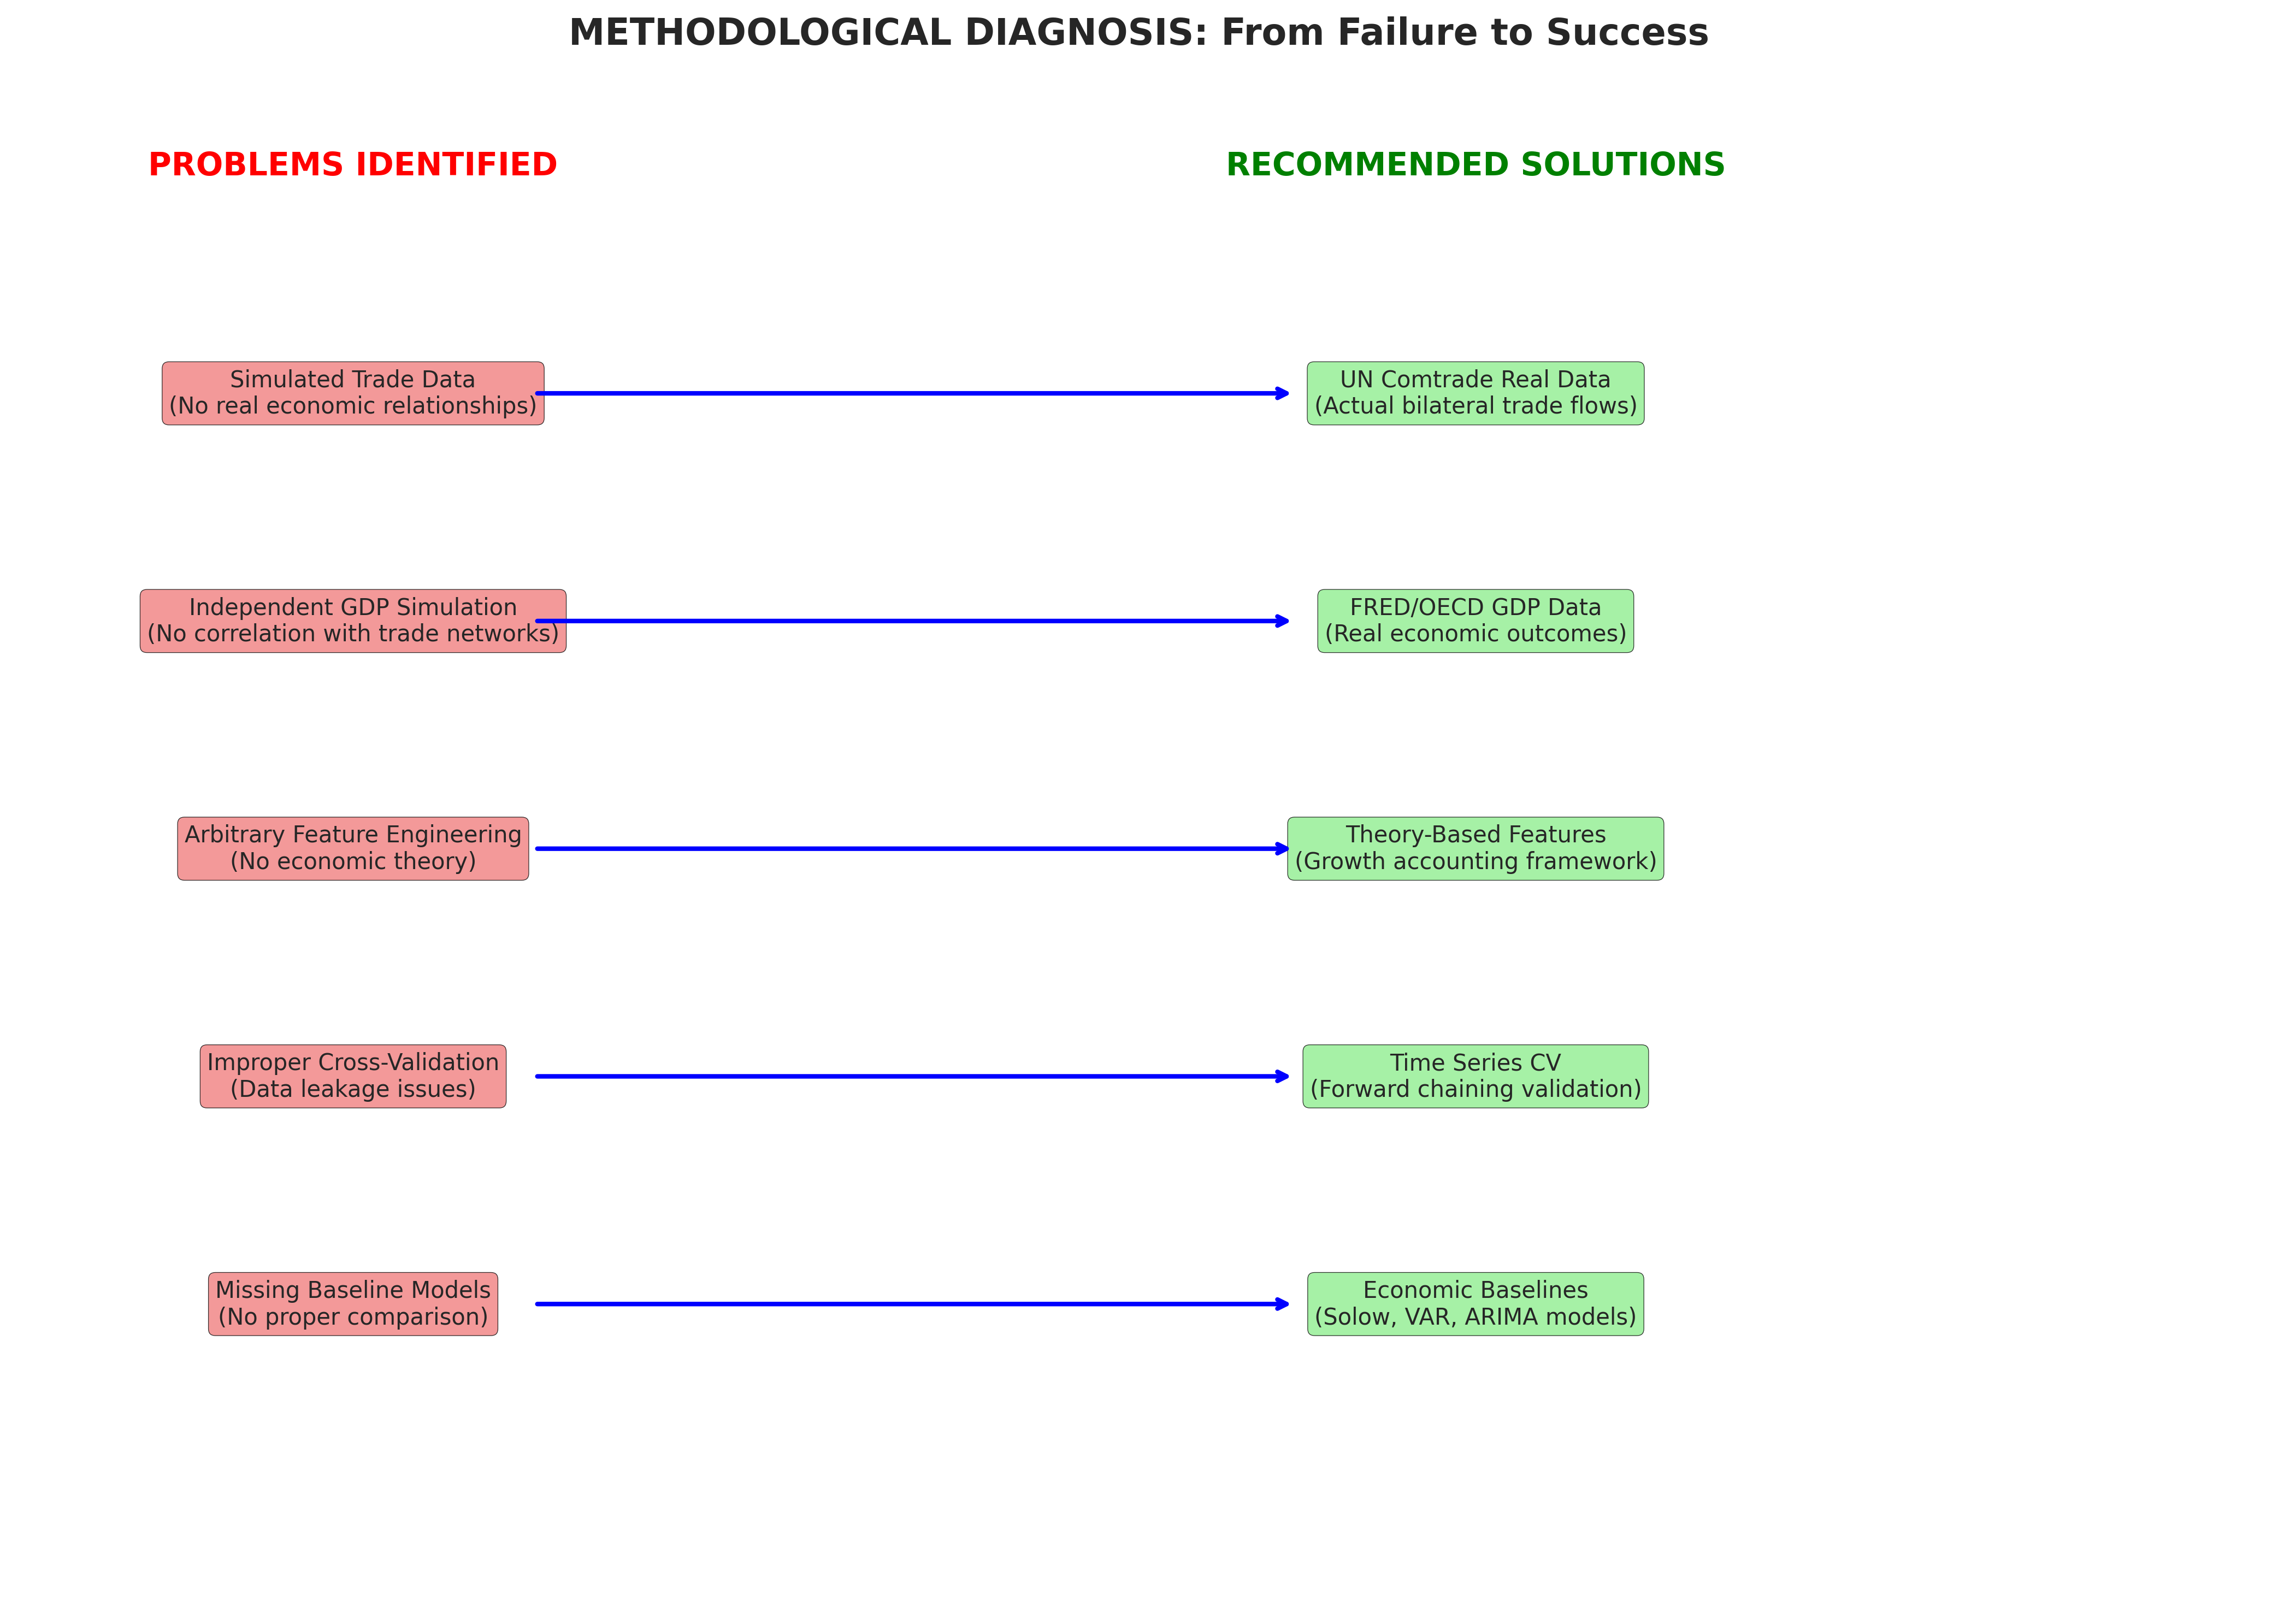 METHODOLOGICAL DIAGNOSIS: From Failure to Success
PROBLEMS IDENTIFIED
RECOMMENDED SOLUTIONS
Simulated Trade Data
(No real economic relationships)
UN Comtrade Real Data
(Actual bilateral trade flows)
Independent GDP Simulation
(No correlation with trade networks)
FRED/OECD GDP Data
(Real economic outcomes)
Arbitrary Feature Engineering
(No economic theory)
Theory-Based Features
(Growth accounting framework)
Improper Cross-Validation
(Data leakage issues)
Time Series CV
(Forward chaining validation)
Missing Baseline Models
(No proper comparison)
Economic Baselines
(Solow, VAR, ARIMA models)